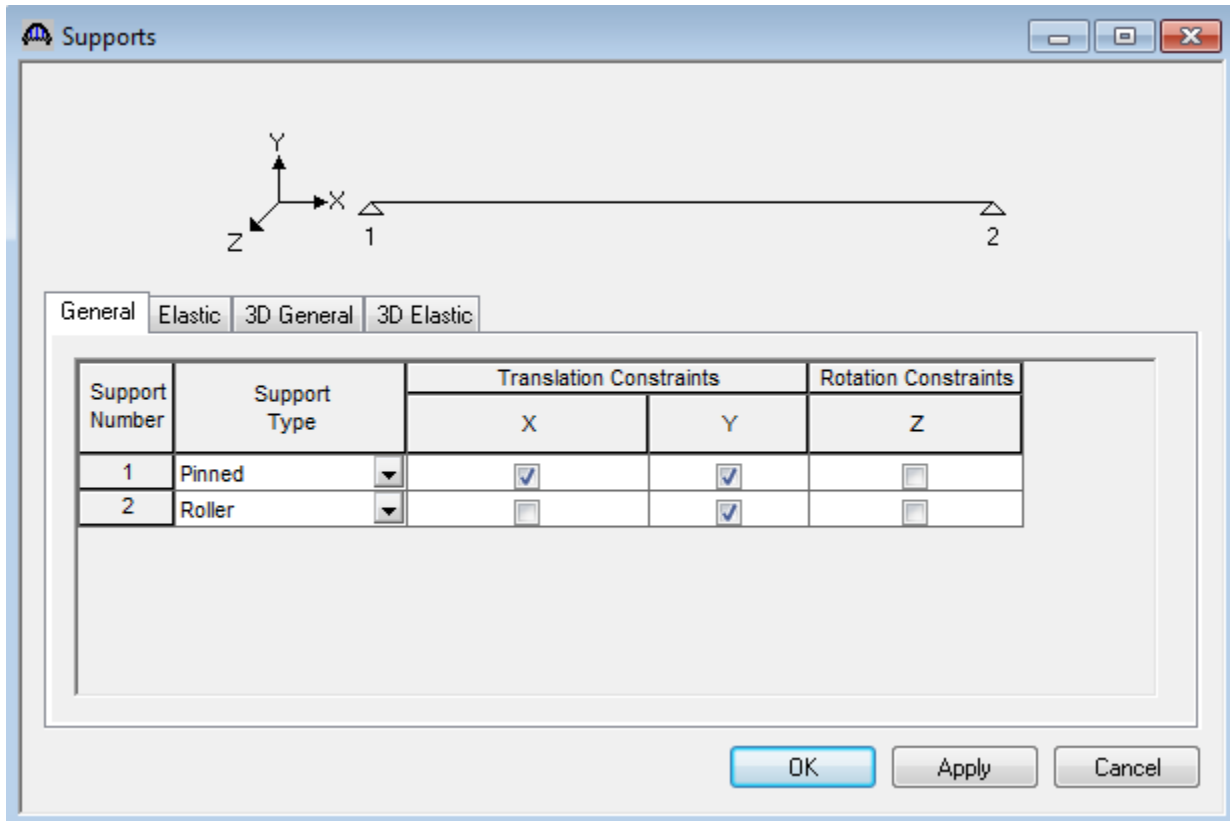 Supports
Y
X
Z
1
2
General Elastic 3D General 3D Elastic
Support Number Support Type Translation Constraints Rotation Constraints
X Y Z
1 Pinned
2 Roller
OK Apply Cancel